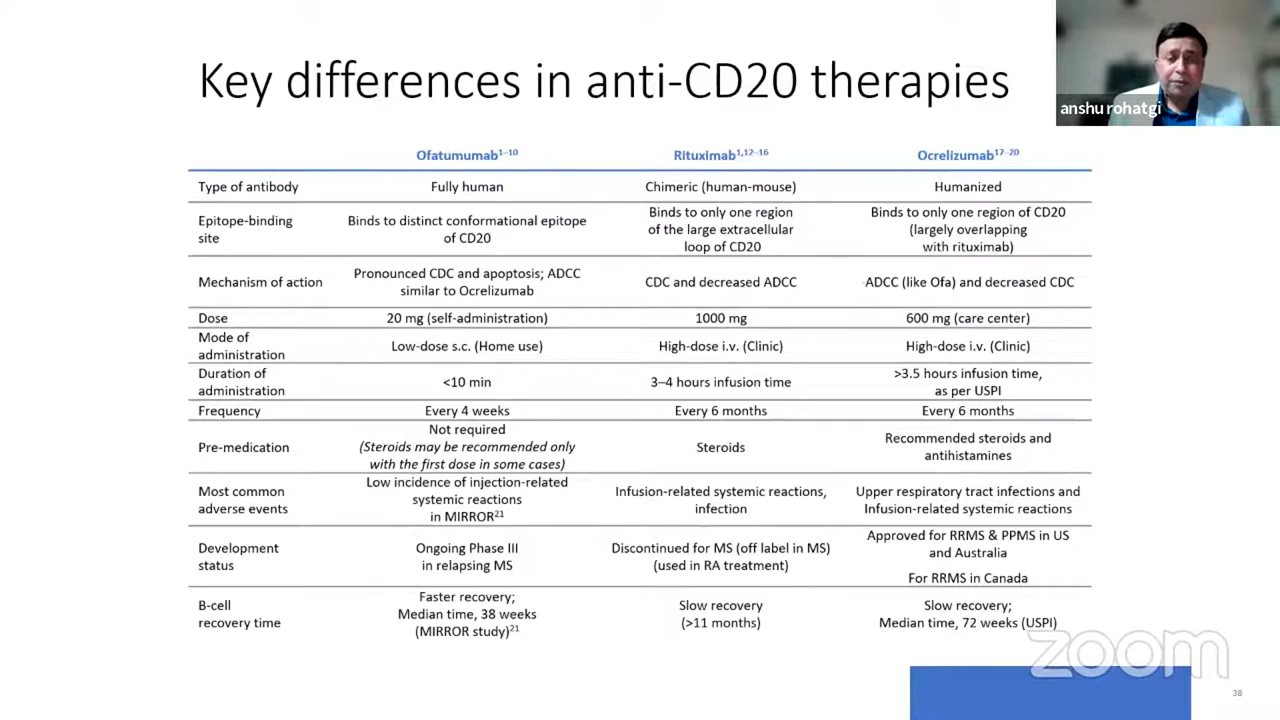 Key differences in anti-CD20 therapies
anshu rohatgi
Ofatumumab1–10 Rituximab1,12–16 Ocrelizumab17–20
Type of antibody Fully human Chimeric (human-mouse) Humanized
Epitope-binding
site
Binds to distinct conformational epitope
of CD20
Binds to only one region
of the large extracellular
loop of CD20
Binds to only one region of CD20
(largely overlapping
with rituximab)
Mechanism of action
Pronounced CDC and apoptosis; ADCC
similar to Ocrelizumab
CDC and decreased ADCC
ADCC (like Ofa) and decreased CDC
Dose 20 mg (self-administration) 1000 mg 600 mg (care center)
Mode of
administration
Low-dose s.c. (Home use)
High-dose i.v. (Clinic)
High-dose i.v. (Clinic)
Duration of
administration
<10 min
3–4 hours infusion time
>3.5 hours infusion time,
as per USPI
Frequency Every 4 weeks Every 6 months Every 6 months
Pre-medication
Not required
(Steroids may be recommended only
with the first dose in some cases)
Steroids
Recommended steroids and
antihistamines
Most common
adverse events
Low incidence of injection-related
systemic reactions
in MIRROR21
Infusion-related systemic reactions,
infection
Upper respiratory tract infections and
Infusion-related systemic reactions
Development
status
Ongoing Phase III
in relapsing MS
Discontinued for MS (off label in MS)
(used in RA treatment)
Approved for RRMS & PPMS in US
and Australia
For RRMS in Canada
B-cell
recovery time
Faster recovery;
Median time, 38 weeks
(MIRROR study)21
Slow recovery
(>11 months)
Slow recovery;
Median time, 72 weeks (USPI)
zoom
38